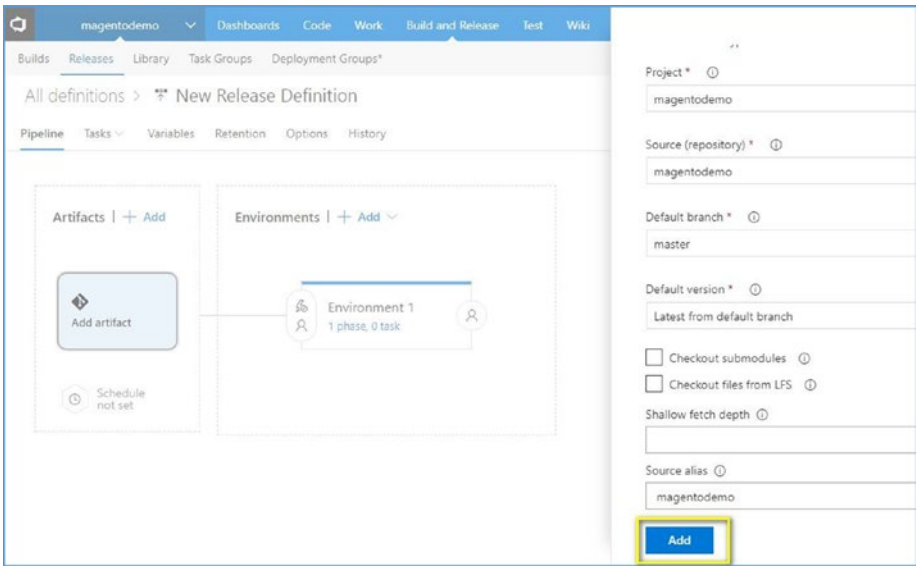 magentodemo Dashboards Code Work Build and Release Test Wiki
Builds Releases Library Task Groups Deployment Groups*
All definitions > New Release Definition
Pipeline Tasks Variables Retention Options History
Artifacts | + Add
Environments | + Add
Add artifact
Schedule
not set
Environment 1
1 phase, 0 task
Project *
magentodemo
Source (repository) *
magentodemo
Default branch *
master
Default version *
Latest from default branch
Checkout submodules
Checkout files from LFS
Shallow fetch depth
Source alias
magentodemo
Add